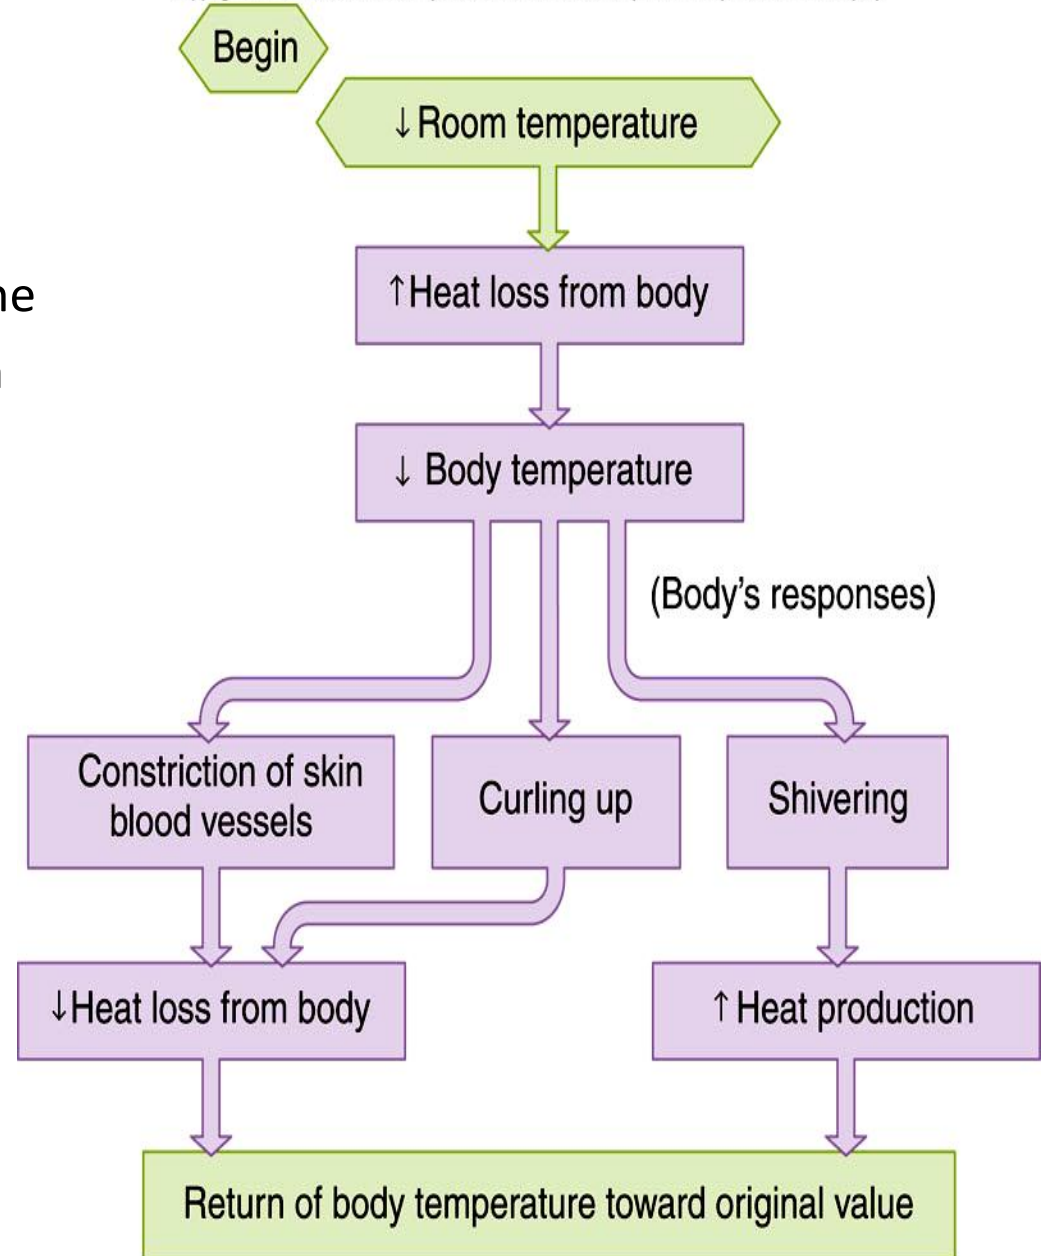 Begin
↓ Room temperature
↑ Heat loss from body
↓ Body temperature
(Body's responses)
Constriction of skin
blood vessels
Curling up
Shivering
↓ Heat loss from body
↑ Heat production
Return of body temperature toward original value